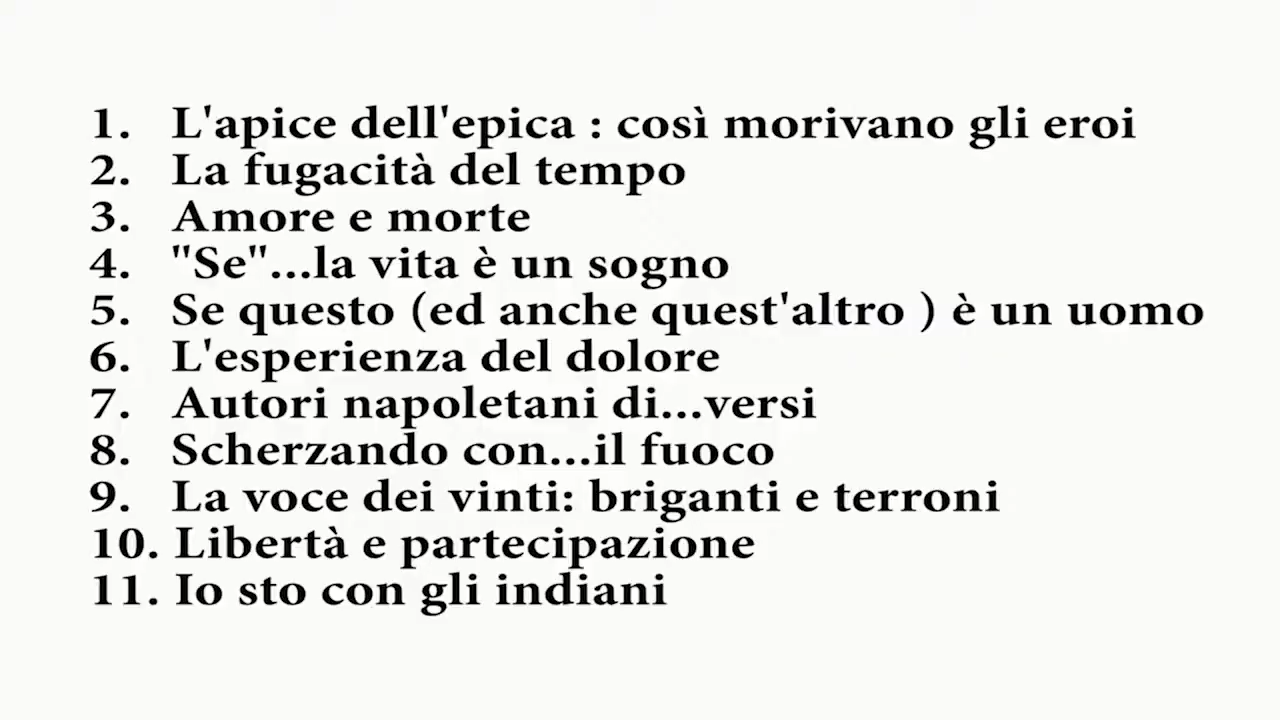 1. L'apice dell'epica : così morivano gli eroi
2. La fugacità del tempo
3. Amore e morte
4. "Se"...la vita è un sogno
5. Se questo (ed anche quest'altro ) è un uomo
6. L'esperienza del dolore
7. Autori napoletani di...versi
8. Scherzando con...il fuoco
9. La voce dei vinti: briganti e terroni
10. Libertà e partecipazione
11. Io sto con gli indiani